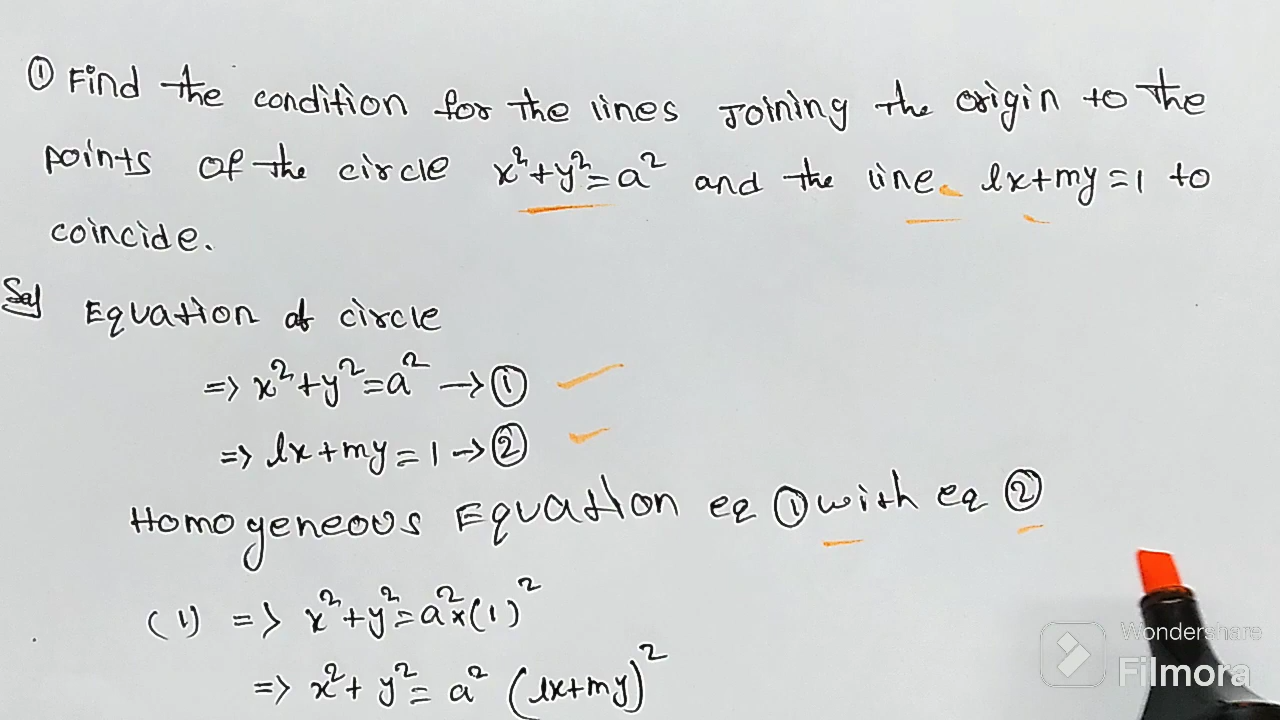 ① Find the condition for the lines Joining the origin to the
points of the circle x²+y²=a² and the line lx+my=1 to
coincide.
Sol Equation of circle
=> x²+y²=a² → ①
=> lx+my=1 → ②
Homogeneous Equation eq ① with eq ②
(1) => x²+y²=a²×(1)²
=> x²+y²= a² (lx+my)²
Wondershare
Filmora